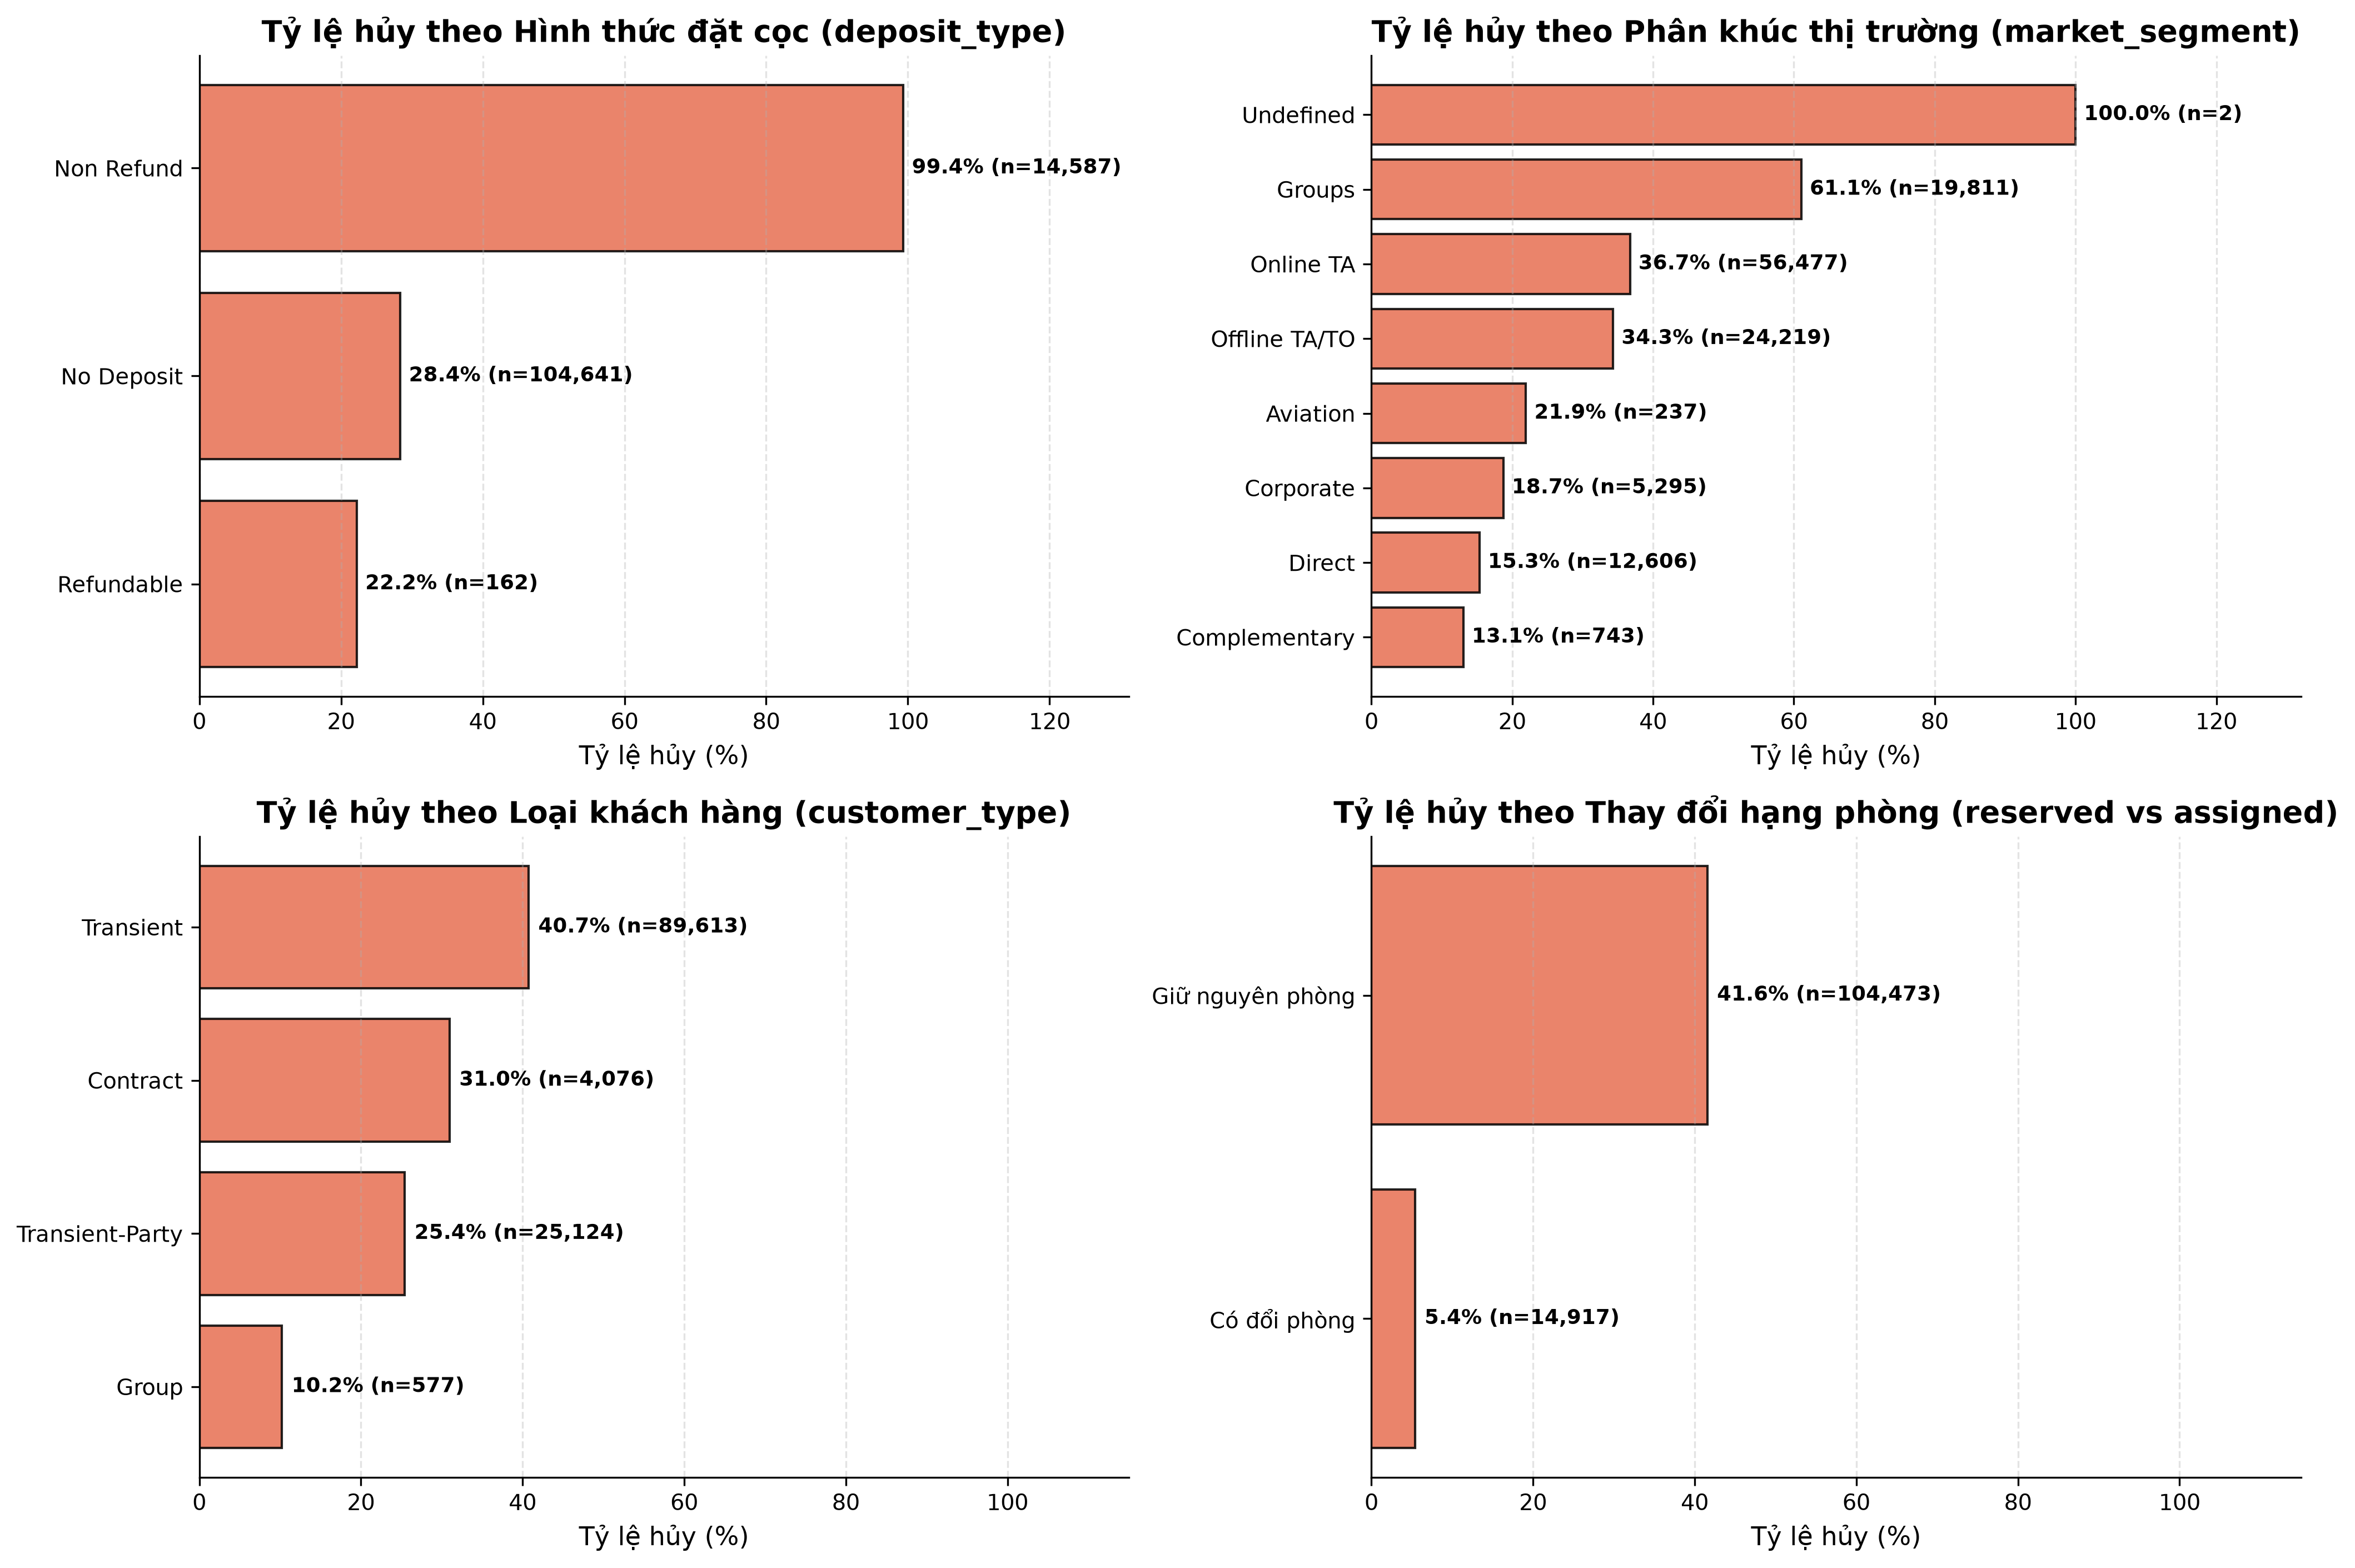 Tỷ lệ hủy theo Hình thức đặt cọc (deposit_type)
Non Refund
99.4% (n=14,587)
No Deposit
28.4% (n=104,641)
Refundable
22.2% (n=162)
0 20 40 60 80 100 120
Tỷ lệ hủy (%)
Tỷ lệ hủy theo Phân khúc thị trường (market_segment)
Undefined
100.0% (n=2)
Groups
61.1% (n=19,811)
Online TA
36.7% (n=56,477)
Offline TA/TO
34.3% (n=24,219)
Aviation
21.9% (n=237)
Corporate
18.7% (n=5,295)
Direct
15.3% (n=12,606)
Complementary
13.1% (n=743)
0 20 40 60 80 100 120
Tỷ lệ hủy (%)
Tỷ lệ hủy theo Loại khách hàng (customer_type)
Transient
40.7% (n=89,613)
Contract
31.0% (n=4,076)
Transient-Party
25.4% (n=25,124)
Group
10.2% (n=577)
0 20 40 60 80 100
Tỷ lệ hủy (%)
Tỷ lệ hủy theo Thay đổi hạng phòng (reserved vs assigned)
Giữ nguyên phòng
41.6% (n=104,473)
Có đổi phòng
5.4% (n=14,917)
0 20 40 60 80 100
Tỷ lệ hủy (%)